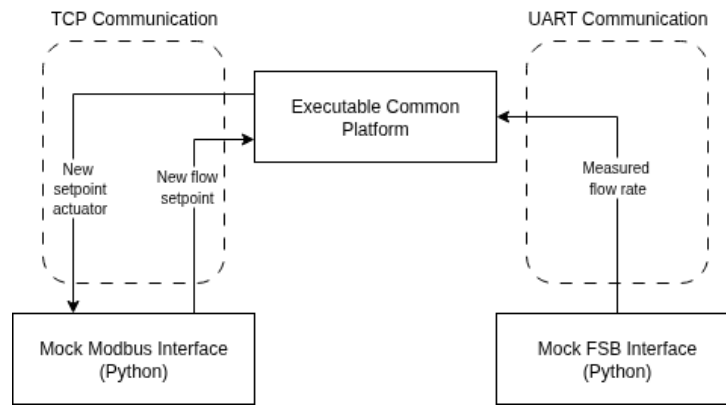 TCP Communication
UART Communication
Executable Common
Platform
New
setpoint
actuator
New flow
setpoint
Measured
flow rate
Mock Modbus Interface
(Python)
Mock FSB Interface
(Python)